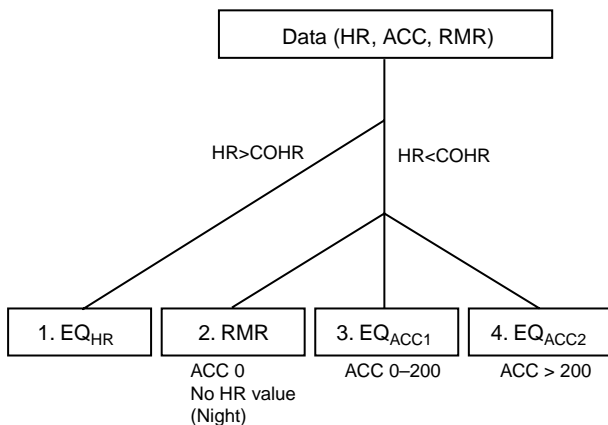 Data (HR, ACC, RMR)
HR>COHR
HR<COHR
1. EQHR
2. RMR
3. EQACC1
4. EQACC2
ACC 0
No HR value
(Night)
ACC 0–200
ACC > 200